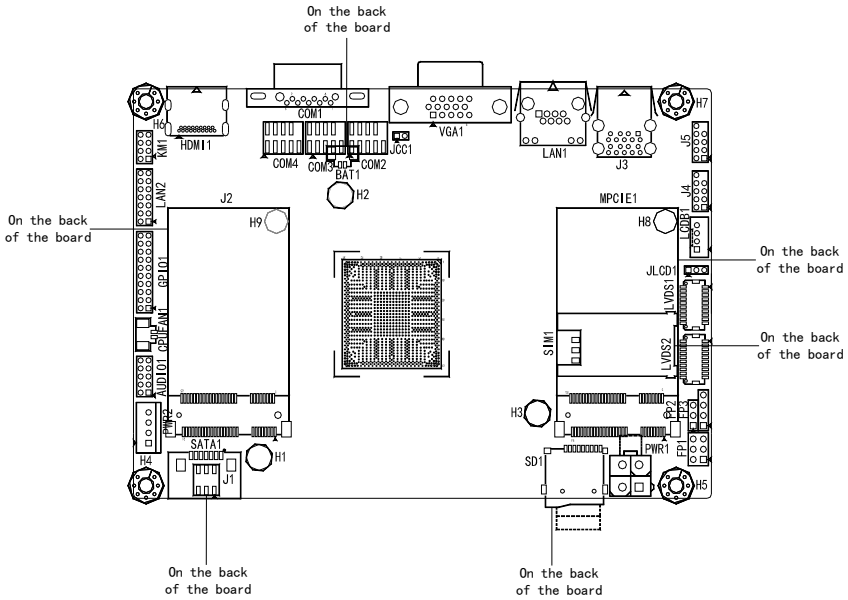 On the back
of the board
H6
HDMI1
COM1
VGA1
LAN1
J3
H7
KM1
COM4
COM3
COM2
JCC1
BAT1
H2
J5
LAN2
J2
MPCIE1
J4
H9
H8
LCDB1
On the back
of the board
On the back
of the board
GPIO1
JLCD1
LVDS1
CPUFAN1
SIM1
LVDS2
On the back
of the board
AUDIO1
PWR2
H3
FP2
FP3
SATA1
H4
H1
J1
SD1
PWR1
FP1
H5
On the back
of the board
On the back
of the board